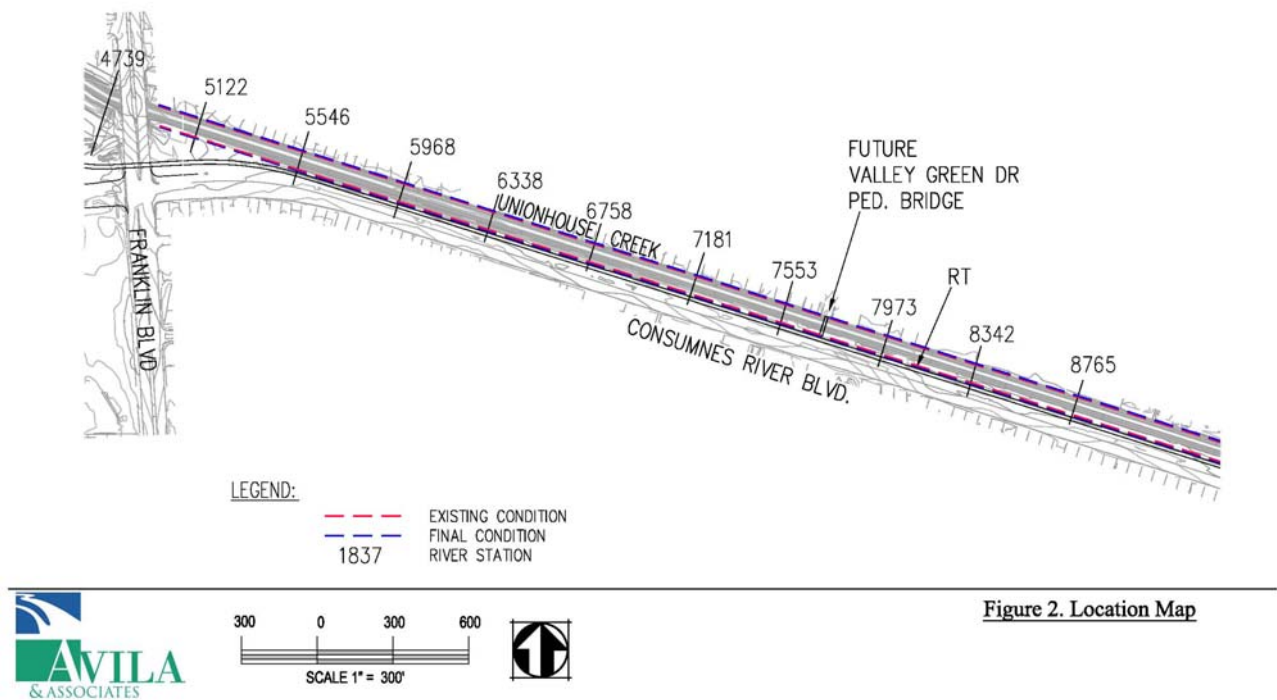 4739
5122
5546
5968
6338
UNIONHOUSE CREEK
6758
7181
7553
FUTURE
VALLEY GREEN DR
PED. BRIDGE
7973
RT
8342
8765
FRANKLIN BLVD
CONSUMNES RIVER BLVD.
LEGEND:
EXISTING CONDITION
FINAL CONDITION
1837 RIVER STATION
AVILA
& ASSOCIATES
300 0 300 600
SCALE 1" = 300'
Figure 2. Location Map